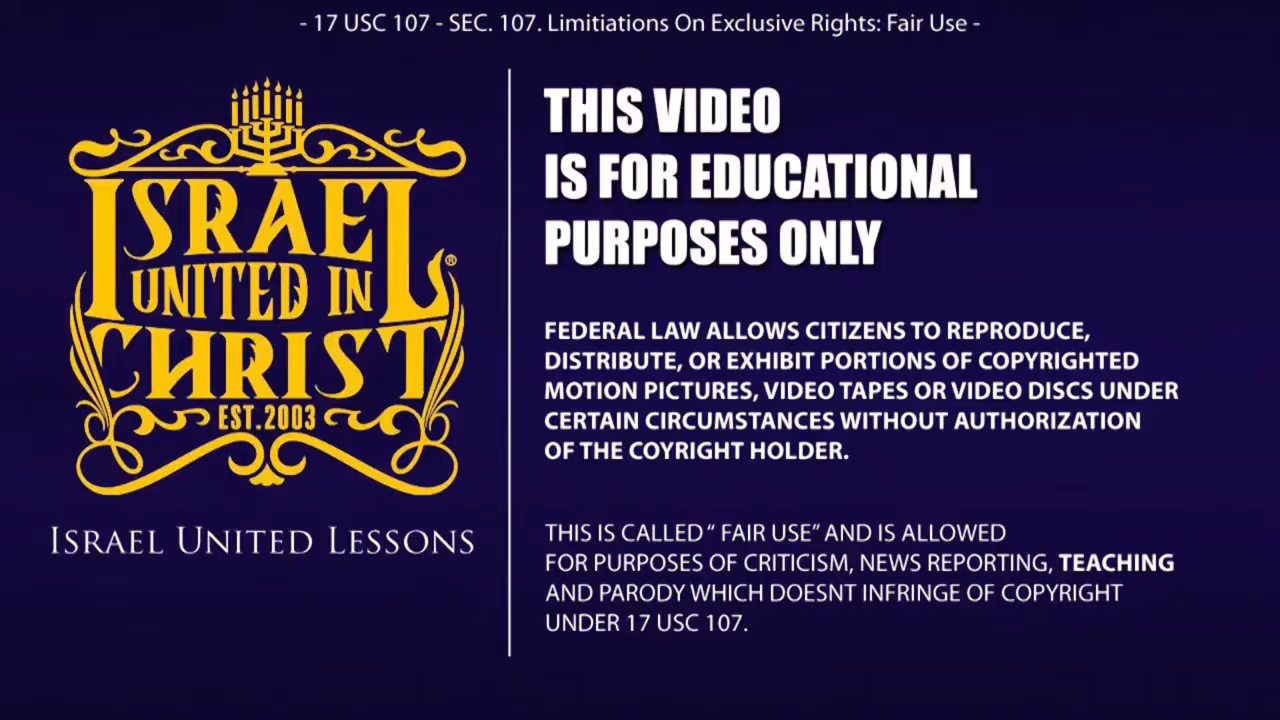 - 17 USC 107 - SEC. 107. Limitiations On Exclusive Rights: Fair Use -
ISRAEL
UNITED IN
CHRIST
®
EST.2003
ISRAEL UNITED LESSONS
THIS VIDEO
IS FOR EDUCATIONAL
PURPOSES ONLY
FEDERAL LAW ALLOWS CITIZENS TO REPRODUCE,
DISTRIBUTE, OR EXHIBIT PORTIONS OF COPYRIGHTED
MOTION PICTURES, VIDEO TAPES OR VIDEO DISCS UNDER
CERTAIN CIRCUMSTANCES WITHOUT AUTHORIZATION
OF THE COYRIGHT HOLDER.
THIS IS CALLED “ FAIR USE” AND IS ALLOWED
FOR PURPOSES OF CRITICISM, NEWS REPORTING, TEACHING
AND PARODY WHICH DOESNT INFRINGE OF COPYRIGHT
UNDER 17 USC 107.